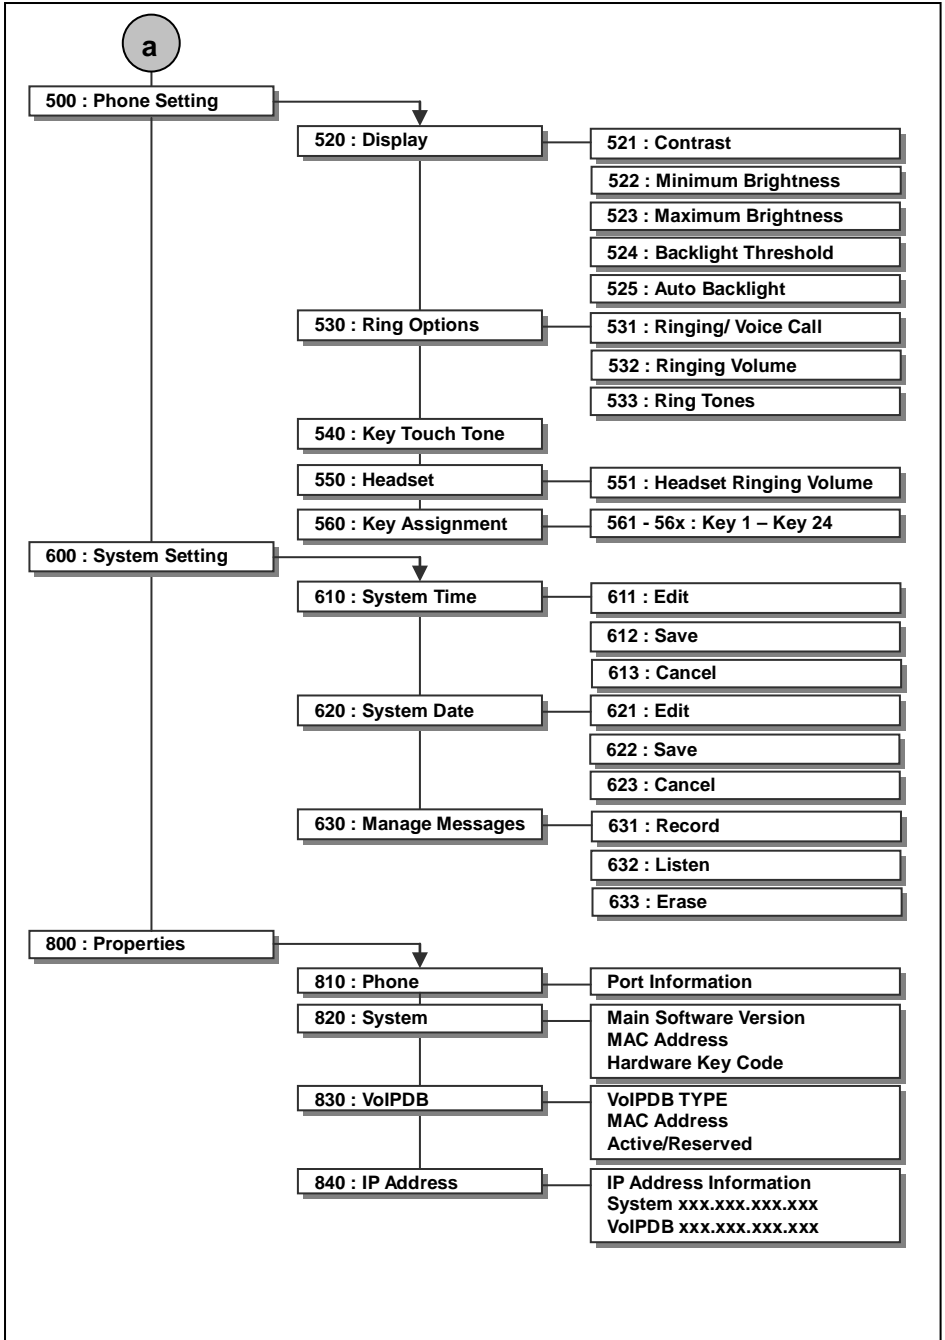 a
500 : Phone Setting
520 : Display
521 : Contrast
522 : Minimum Brightness
523 : Maximum Brightness
524 : Backlight Threshold
525 : Auto Backlight
530 : Ring Options
531 : Ringing/ Voice Call
532 : Ringing Volume
533 : Ring Tones
540 : Key Touch Tone
550 : Headset
551 : Headset Ringing Volume
560 : Key Assignment
561 - 56x : Key 1 – Key 24
600 : System Setting
610 : System Time
611 : Edit
612 : Save
613 : Cancel
620 : System Date
621 : Edit
622 : Save
623 : Cancel
630 : Manage Messages
631 : Record
632 : Listen
633 : Erase
800 : Properties
810 : Phone
Port Information
820 : System
Main Software Version
MAC Address
Hardware Key Code
830 : VoIPDB
VoIPDB TYPE
MAC Address
Active/Reserved
840 : IP Address
IP Address Information
System xxx.xxx.xxx.xxx
VoIPDB xxx.xxx.xxx.xxx